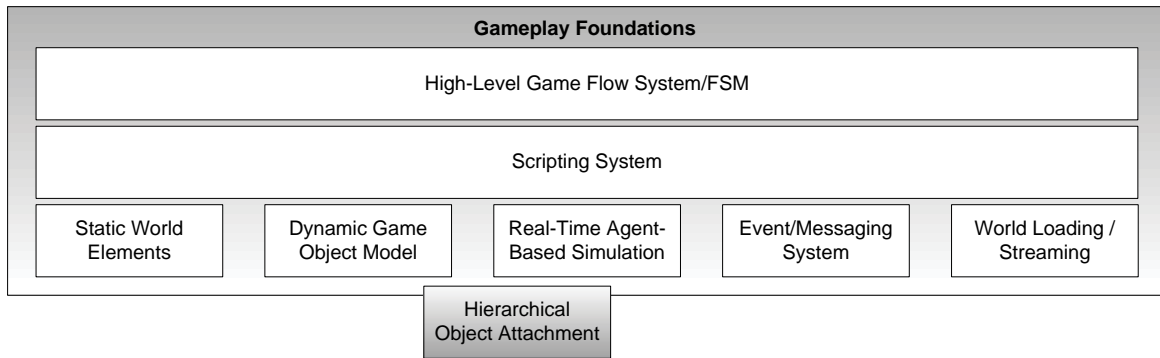 Gameplay Foundations
High-Level Game Flow System/FSM
Scripting System
Static World
Elements
Dynamic Game
Object Model
Real-Time Agent-
Based Simulation
Event/Messaging
System
World Loading /
Streaming
Hierarchical
Object Attachment